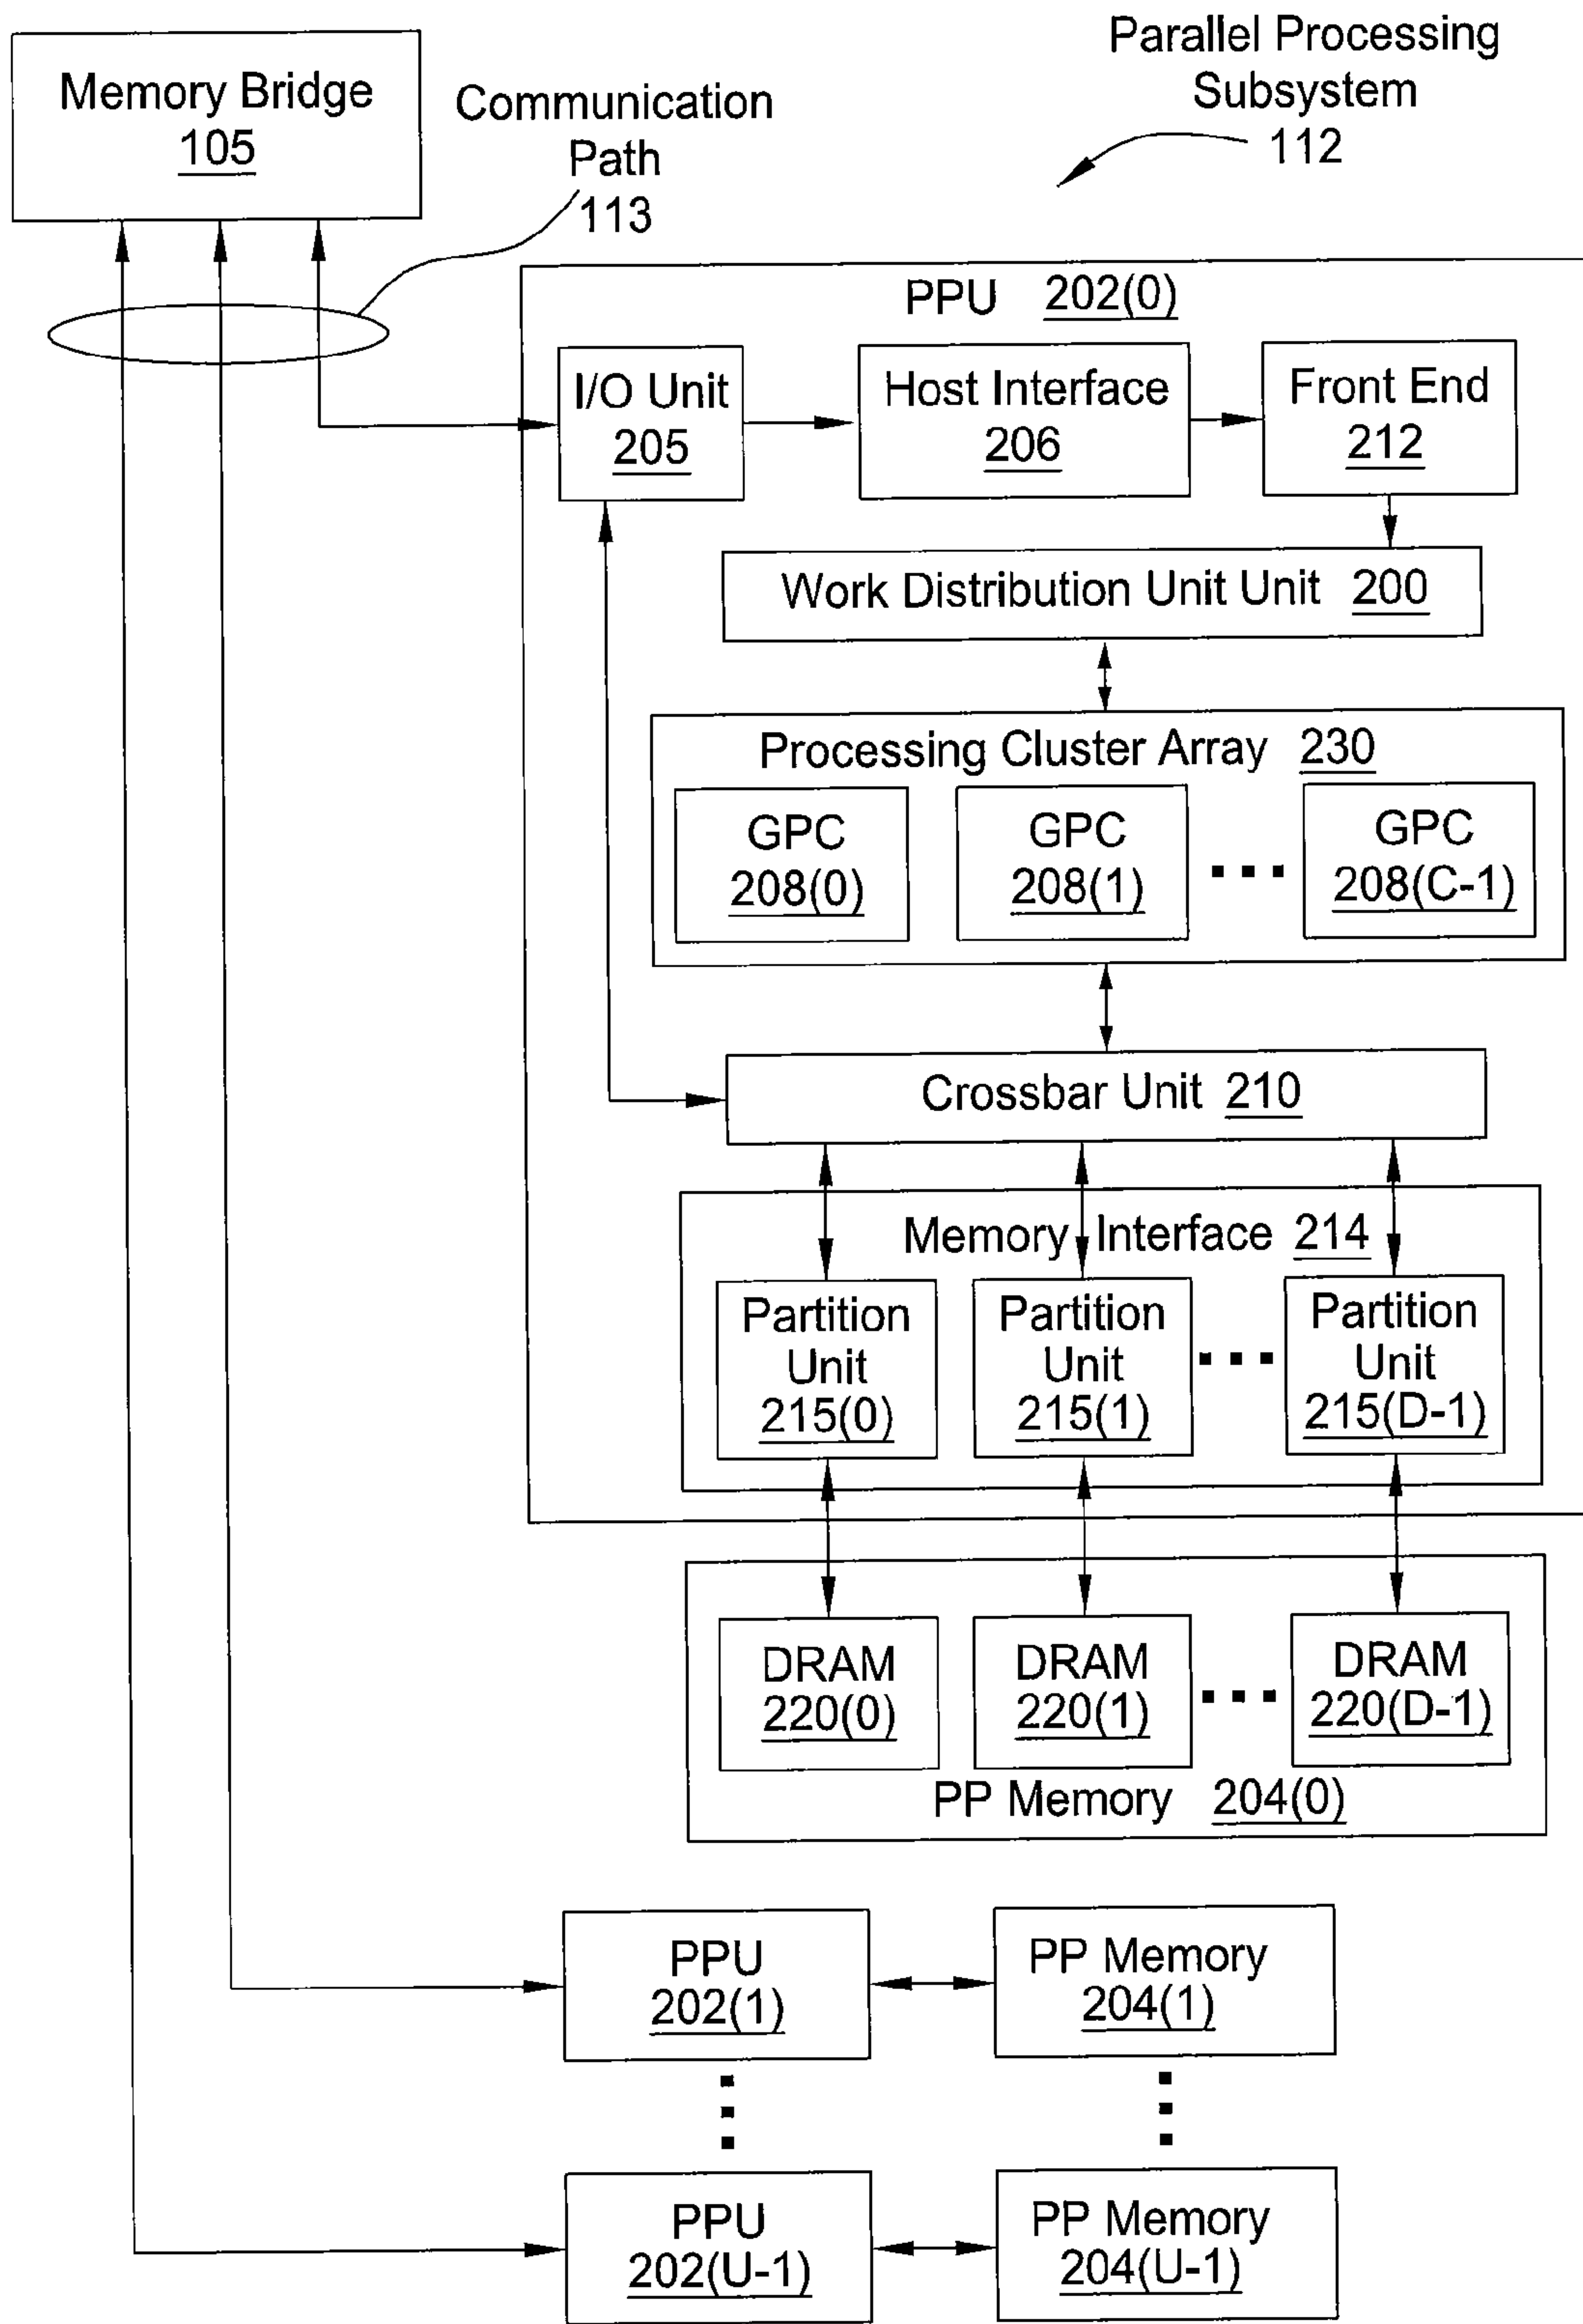 Parallel Processing
Subsystem
112
Memory Bridge
105
Communication
Path
113
PPU 202(0)
I/O Unit
205
Host Interface
206
Front End
212
Work Distribution Unit Unit 200
Processing Cluster Array 230
GPC
208(0)
GPC
208(1)
GPC
208(C-1)
Crossbar Unit 210
Memory Interface 214
Partition
Unit
215(0)
Partition
Unit
215(1)
Partition
Unit
215(D-1)
DRAM
220(0)
DRAM
220(1)
DRAM
220(D-1)
PP Memory 204(0)
PPU
202(1)
PP Memory
204(1)
PPU
202(U-1)
PP Memory
204(U-1)